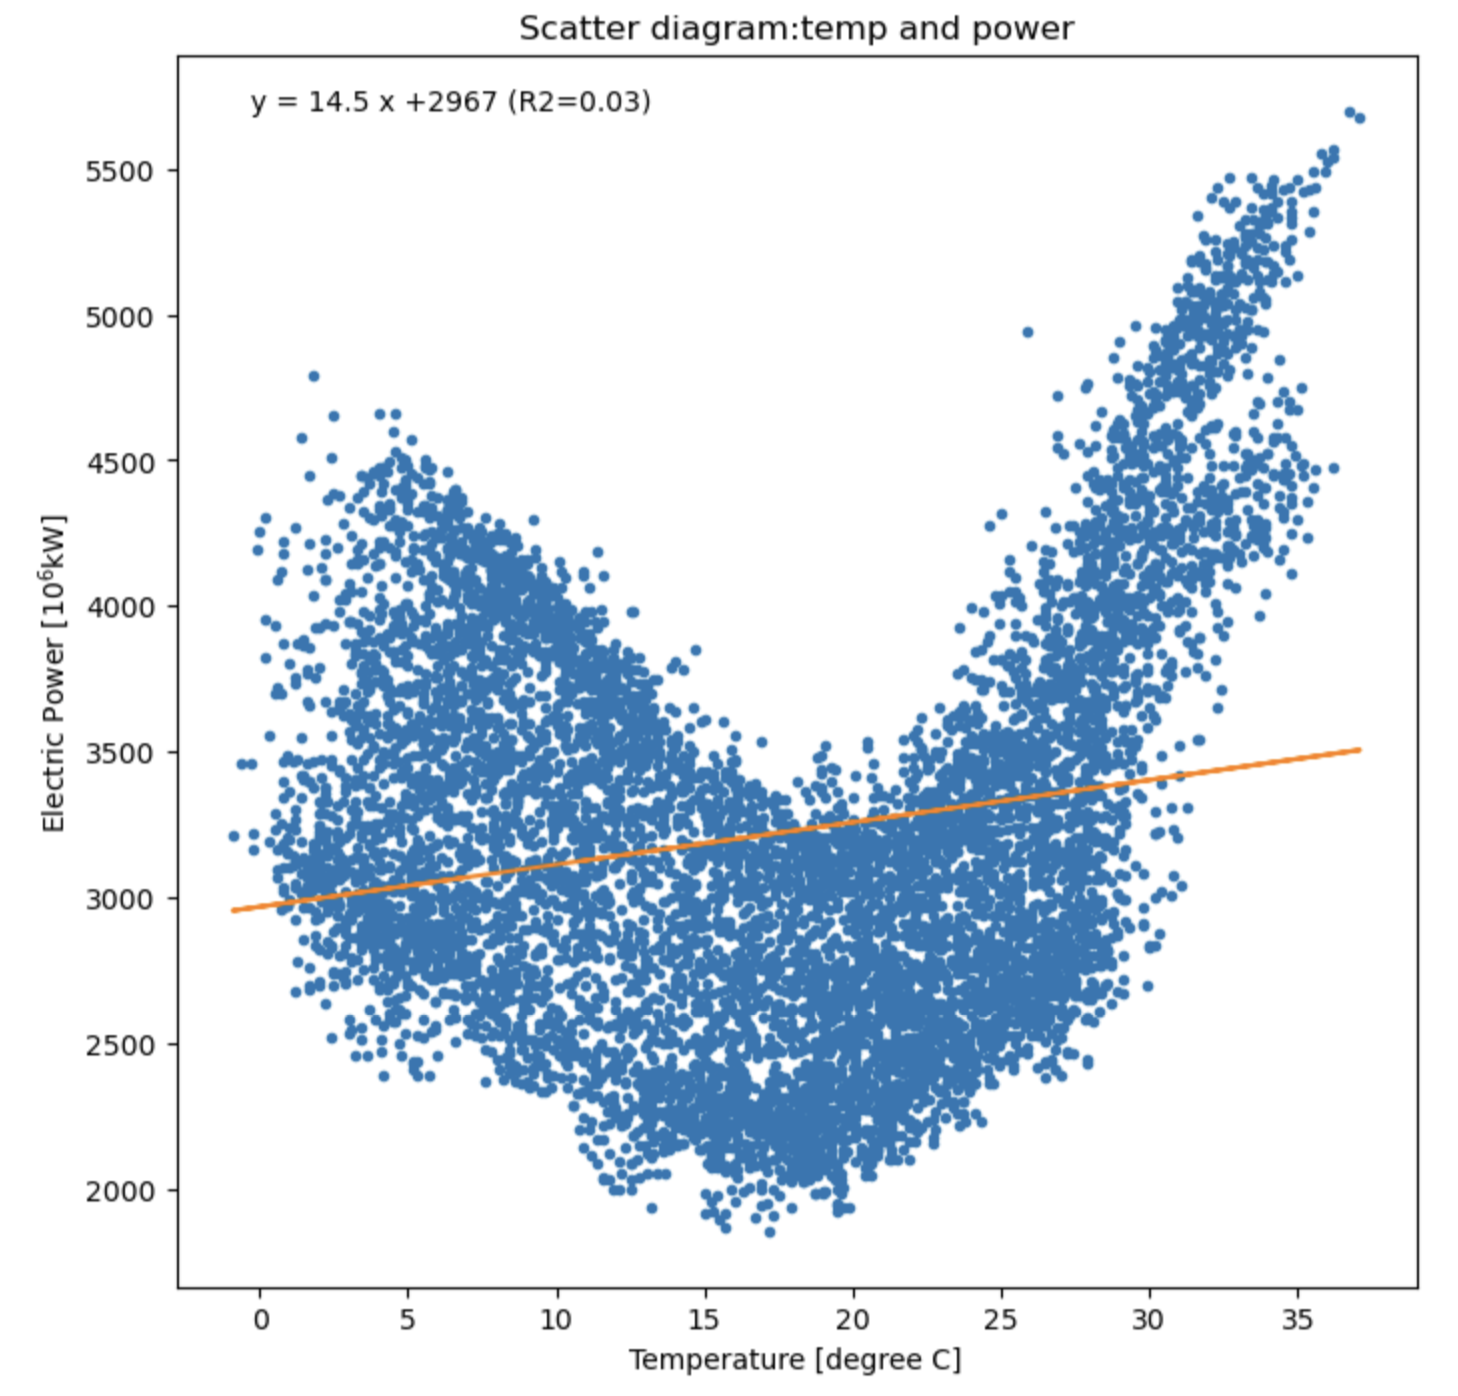 Scatter diagram:temp and power
y = 14.5 x +2967 (R2=0.03)
Electric Power [10⁶kW]
5500
5000
4500
4000
3500
3000
2500
2000
0 5 10 15 20 25 30 35
Temperature [degree C]